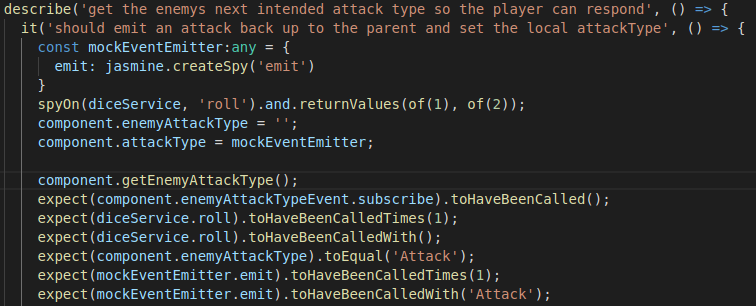 describe('get the enemys next intended attack type so the player can respond', () => {
it('should emit an attack back up to the parent and set the local attackType', () => {
const mockEventEmitter:any = {
emit: jasmine.createSpy('emit')
}
spyOn(diceService, 'roll').and.returnValues(of(1), of(2));
component.enemyAttackType = '';
component.attackType = mockEventEmitter;
component.getEnemyAttackType();
expect(component.enemyAttackTypeEvent.subscribe).toHaveBeenCalled();
expect(diceService.roll).toHaveBeenCalledTimes(1);
expect(diceService.roll).toHaveBeenCalledWith();
expect(component.enemyAttackType).toEqual('Attack');
expect(mockEventEmitter.emit).toHaveBeenCalledTimes(1);
expect(mockEventEmitter.emit).toHaveBeenCalledWith('Attack');